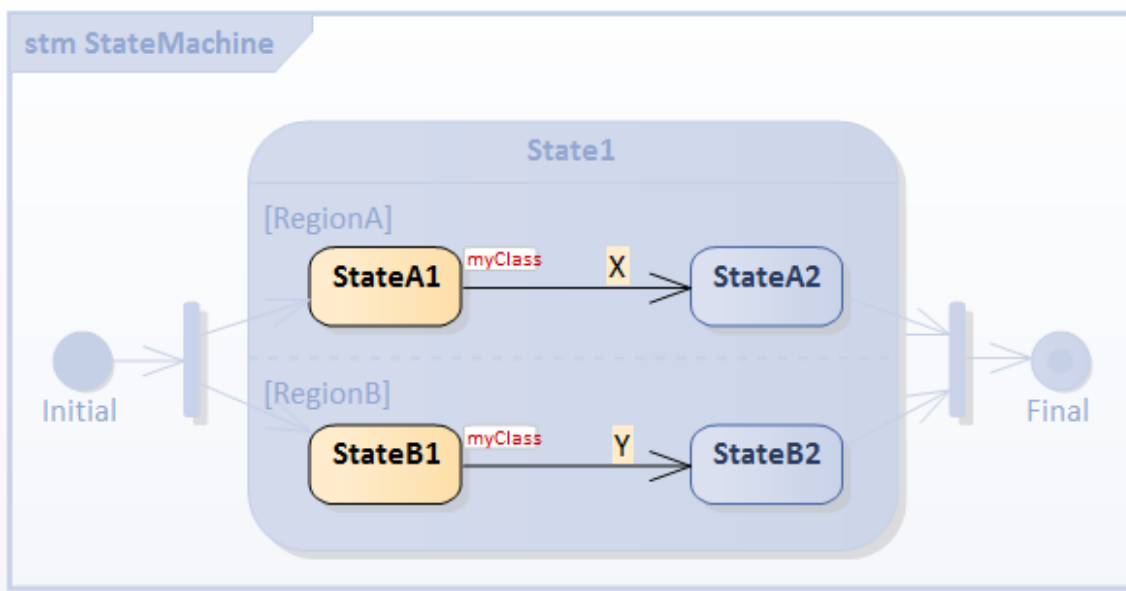 stm StateMachine
State1
[RegionA]
StateA1
myClass
X
StateA2
Initial
[RegionB]
StateB1
myClass
Y
StateB2
Final